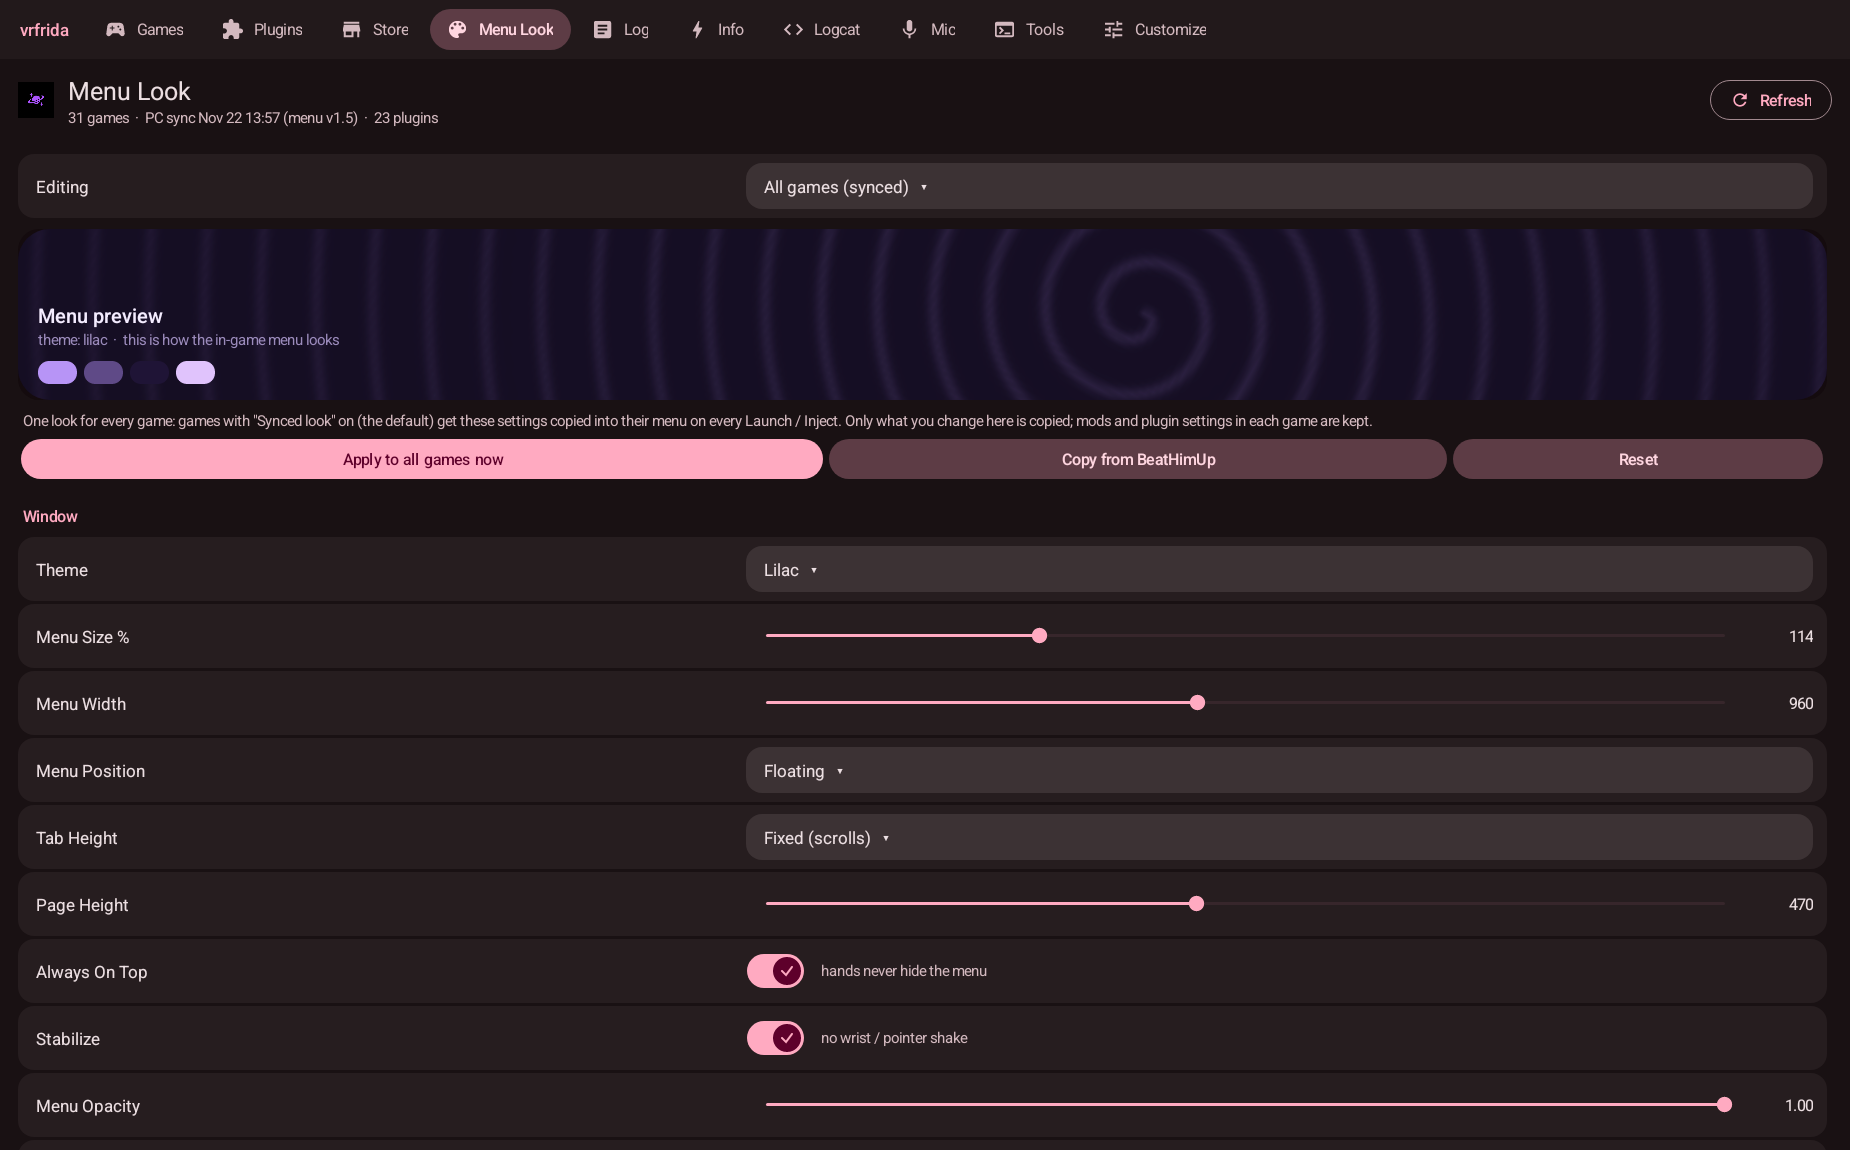 vrfrida Games Plugins Store Menu Look Log Info Logcat Mic Tools Customize
Menu Look
31 games · PC sync Nov 22 13:57 (menu v1.5) · 23 plugins
Refresh
Editing All games (synced)
Menu preview
theme: lilac · this is how the in-game menu looks
One look for every game: games with "Synced look" on (the default) get these settings copied into their menu on every Launch / Inject. Only what you change here is copied; mods and plugin settings in each game are kept.
Apply to all games now Copy from BeatHimUp Reset
Window
Theme Lilac
Menu Size % 114
Menu Width 960
Menu Position Floating
Tab Height Fixed (scrolls)
Page Height 470
Always On Top hands never hide the menu
Stabilize no wrist / pointer shake
Menu Opacity 1.00